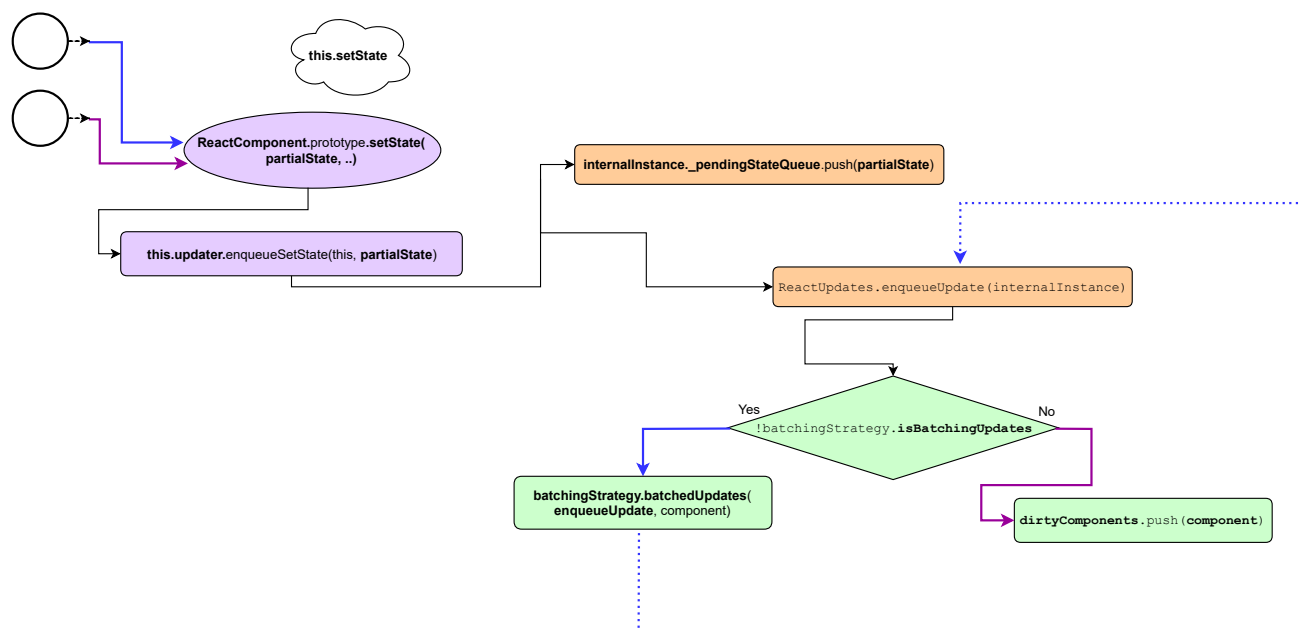 this.setState
ReactComponent.prototype.setState(
partialState, ..)
internalInstance._pendingStateQueue.push(partialState)
this.updater.enqueueSetState(this, partialState)
ReactUpdates.enqueueUpdate(internalInstance)
Yes
No
!batchingStrategy.isBatchingUpdates
batchingStrategy.batchedUpdates(
enqueueUpdate, component)
dirtyComponents.push(component)